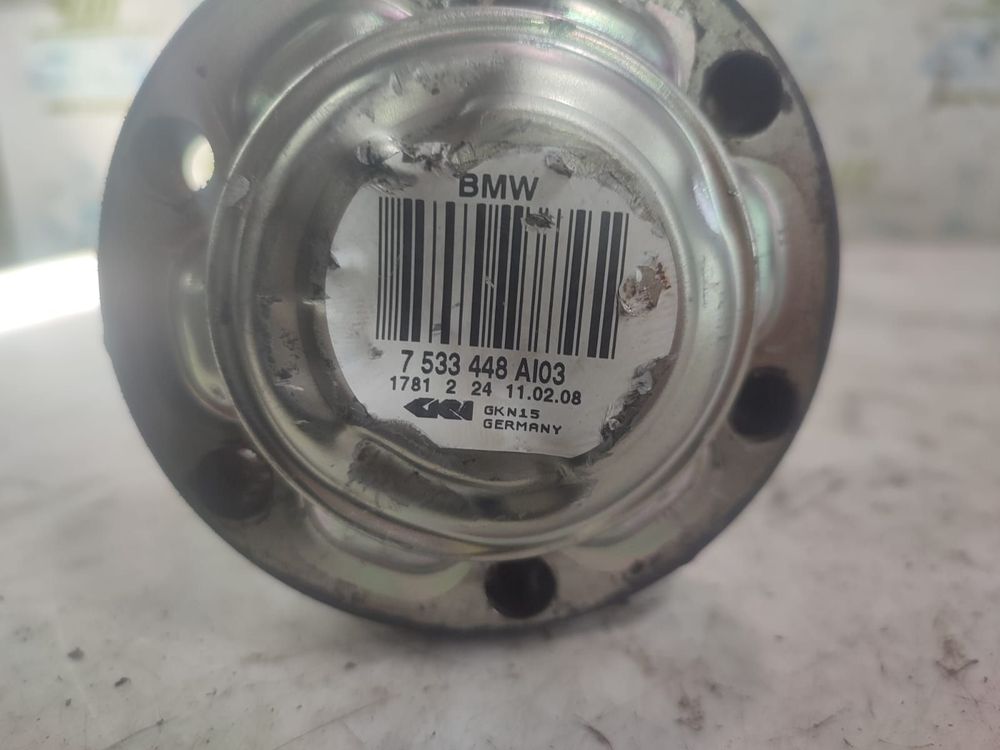 BMW
7 533 448 AI03
1781 2 24 11.02.08
GKN GKN15
GERMANY